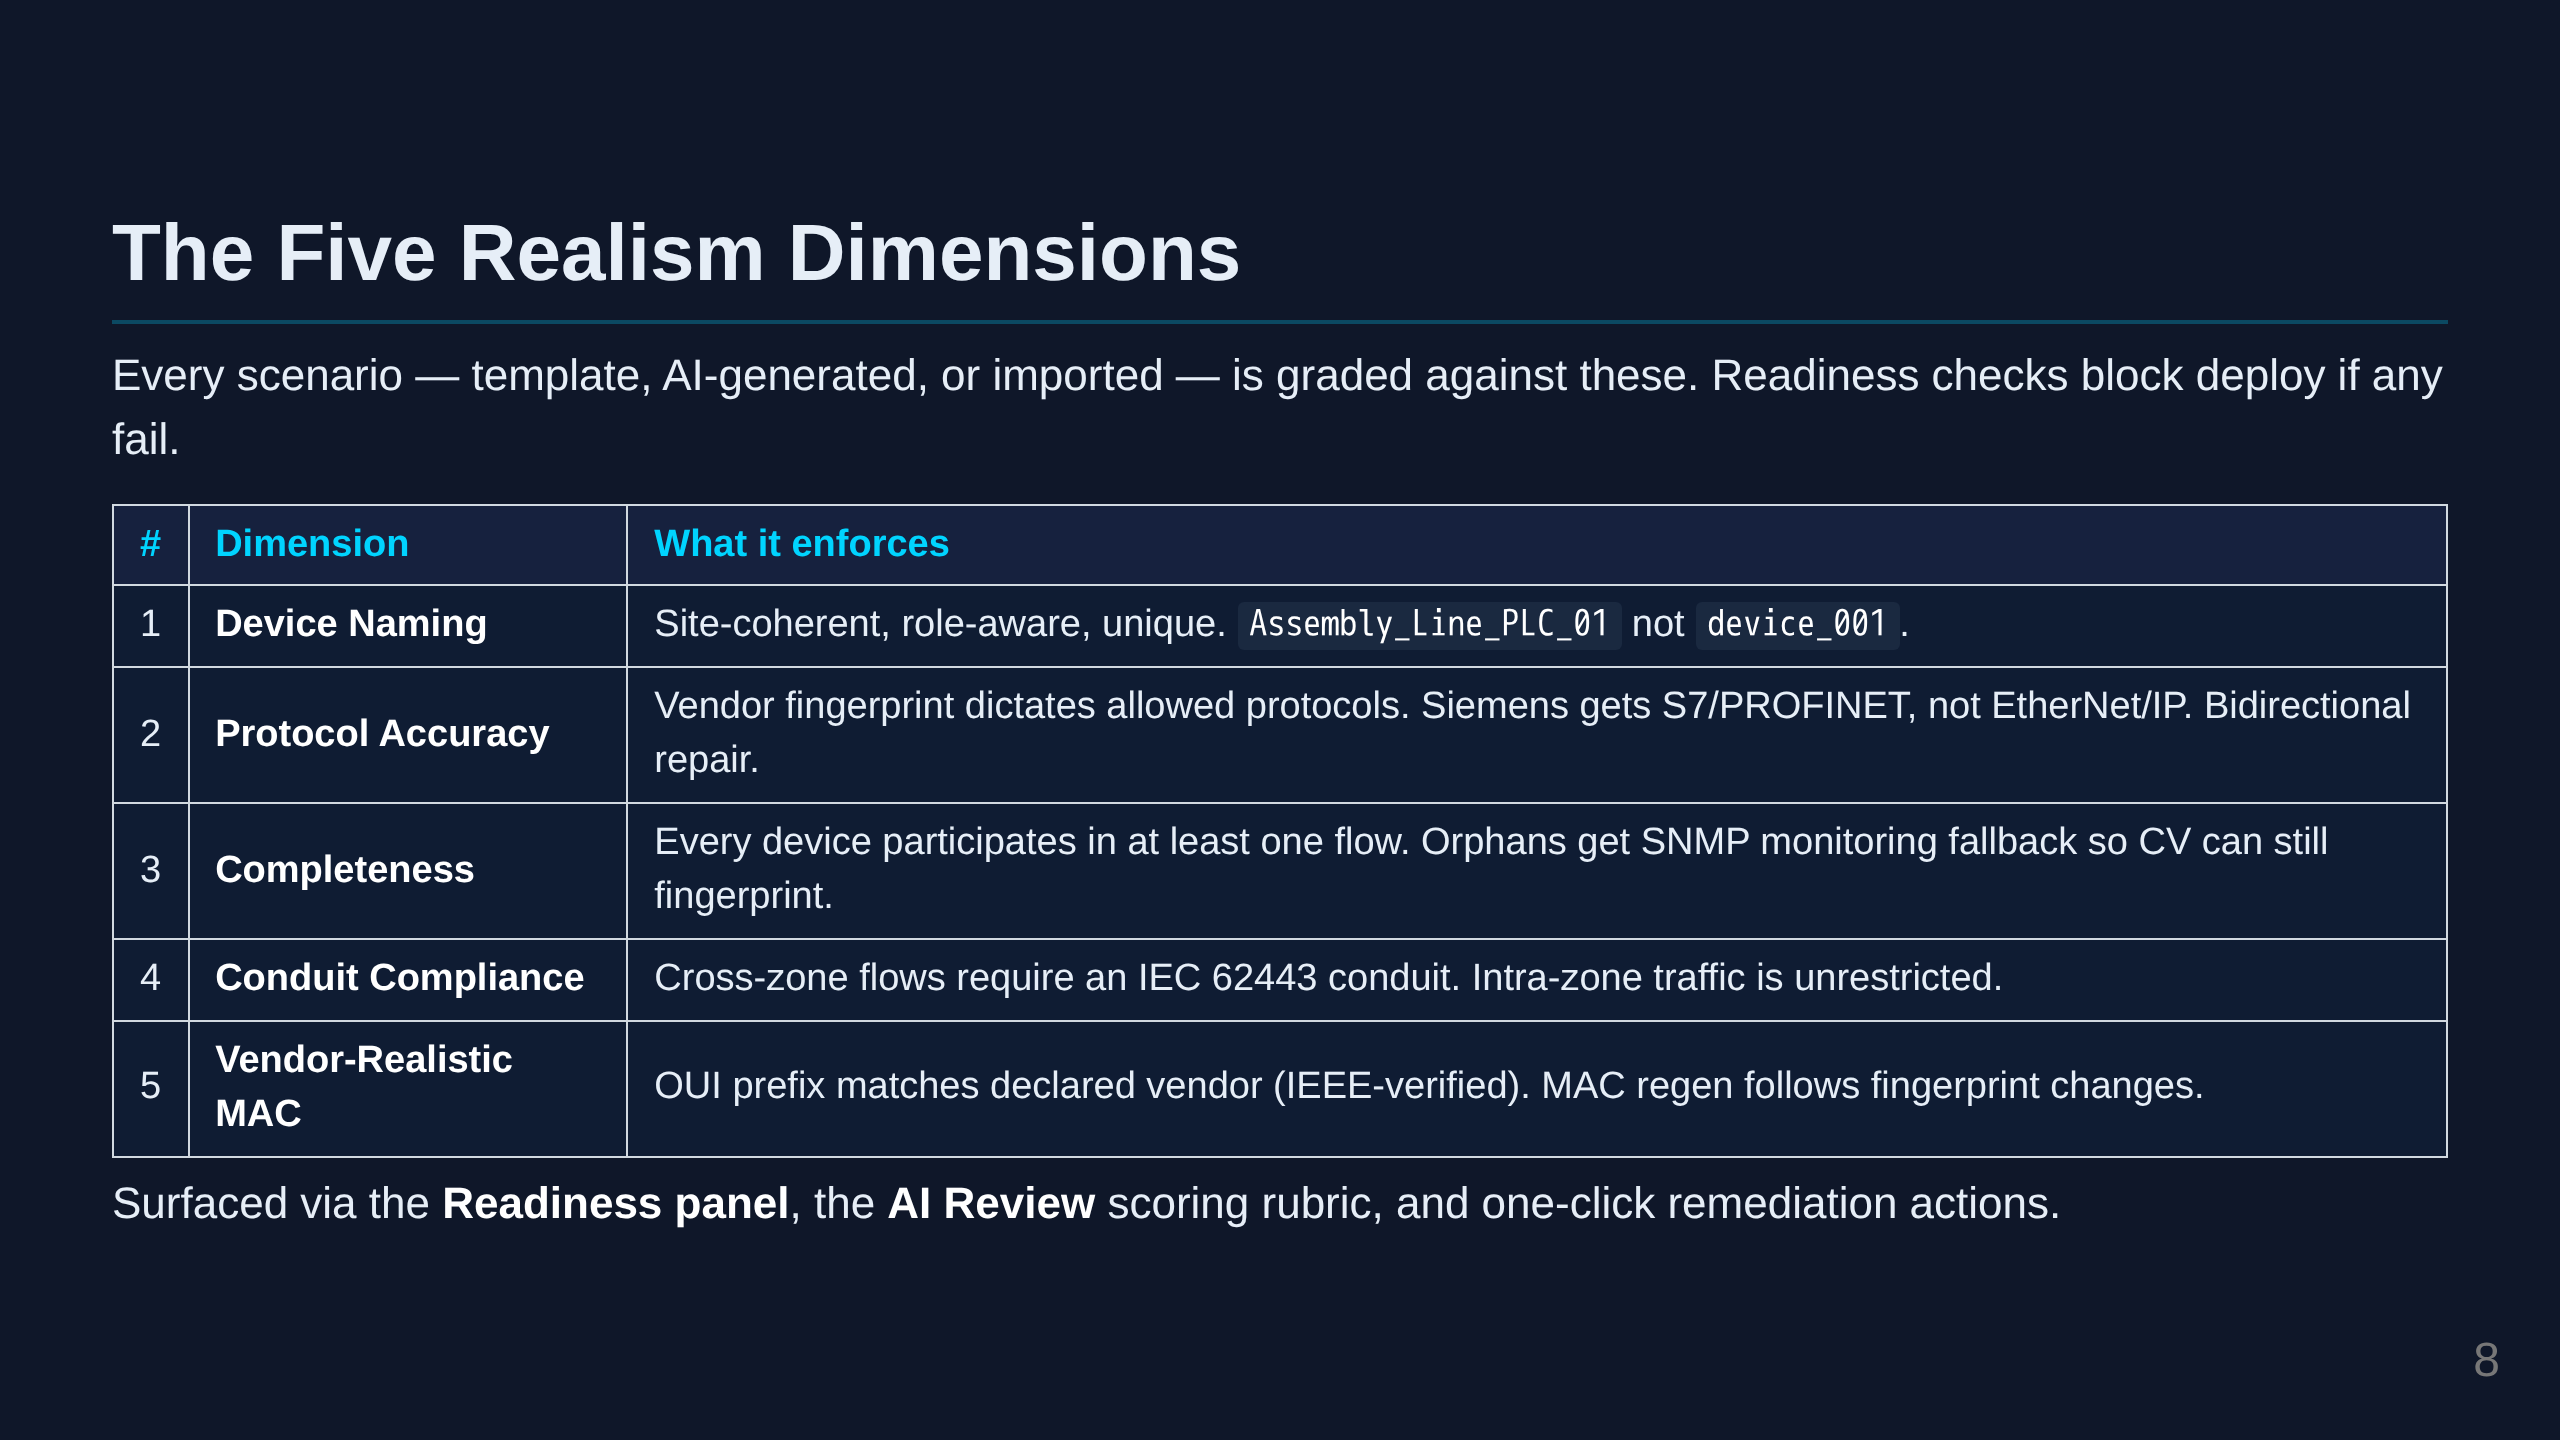 The Five Realism Dimensions
Every scenario — template, AI-generated, or imported — is graded against these. Readiness checks block deploy if any
fail.
# Dimension What it enforces
1 Device Naming Site-coherent, role-aware, unique. Assembly_Line_PLC_01 not device_001.
2 Protocol Accuracy Vendor fingerprint dictates allowed protocols. Siemens gets S7/PROFINET, not EtherNet/IP. Bidirectional
repair.
3 Completeness Every device participates in at least one flow. Orphans get SNMP monitoring fallback so CV can still
fingerprint.
4 Conduit Compliance Cross-zone flows require an IEC 62443 conduit. Intra-zone traffic is unrestricted.
5 Vendor-Realistic
MAC OUI prefix matches declared vendor (IEEE-verified). MAC regen follows fingerprint changes.
Surfaced via the Readiness panel, the AI Review scoring rubric, and one-click remediation actions.
8